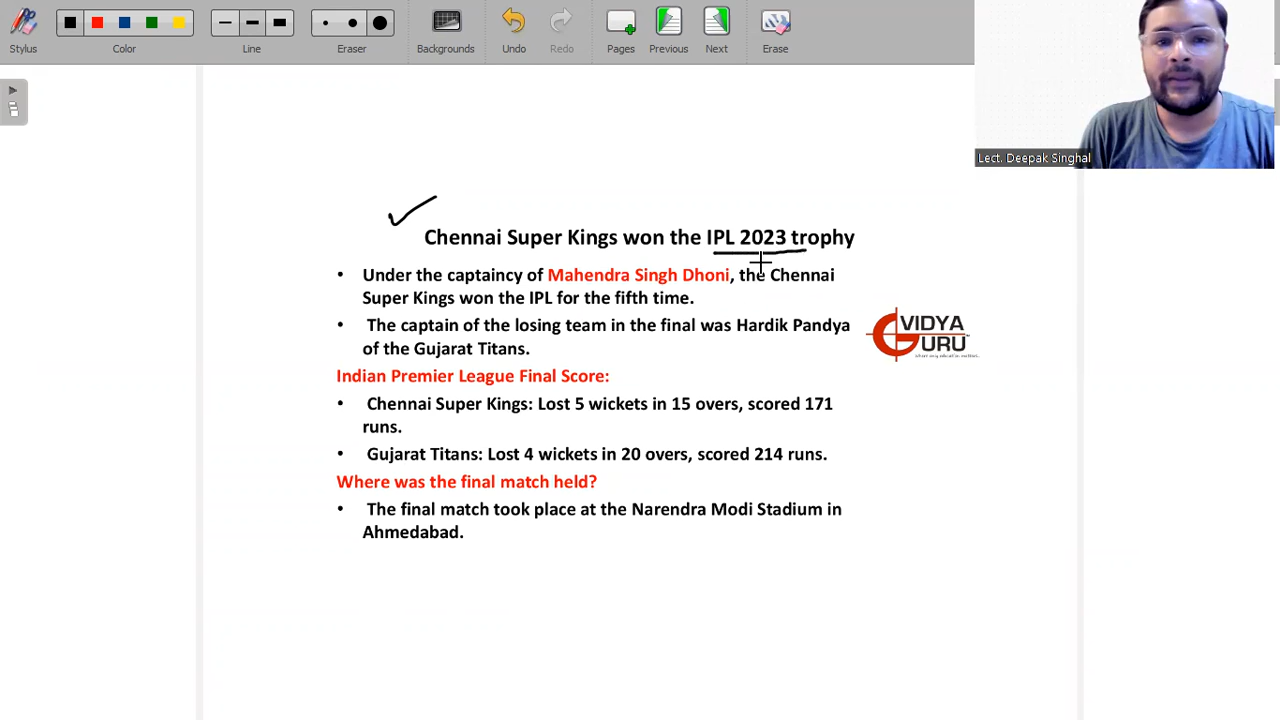 Stylus
Color
Line
Eraser
Backgrounds
Undo
Redo
Pages
Previous
Next
Erase
Lect. Deepak Singhal
Chennai Super Kings won the IPL 2023 trophy
• Under the captaincy of Mahendra Singh Dhoni, the Chennai
Super Kings won the IPL for the fifth time.
• The captain of the losing team in the final was Hardik Pandya
of the Gujarat Titans.
VIDYA
GURU
Indian Premier League Final Score:
• Chennai Super Kings: Lost 5 wickets in 15 overs, scored 171
runs.
• Gujarat Titans: Lost 4 wickets in 20 overs, scored 214 runs.
Where was the final match held?
• The final match took place at the Narendra Modi Stadium in
Ahmedabad.